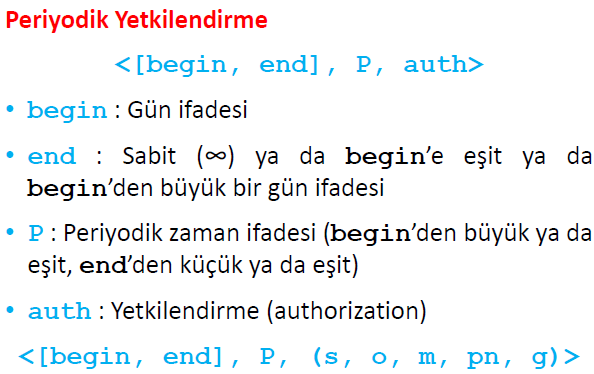 Periyodik Yetkilendirme
<[begin, end], P, auth>
• begin : Gün ifadesi
• end : Sabit (∞) ya da begin’e eşit ya da
begin’den büyük bir gün ifadesi
• P : Periyodik zaman ifadesi (begin’den büyük ya da
eşit, end’den küçük ya da eşit)
• auth : Yetkilendirme (authorization)
<[begin, end], P, (s, o, m, pn, g)>